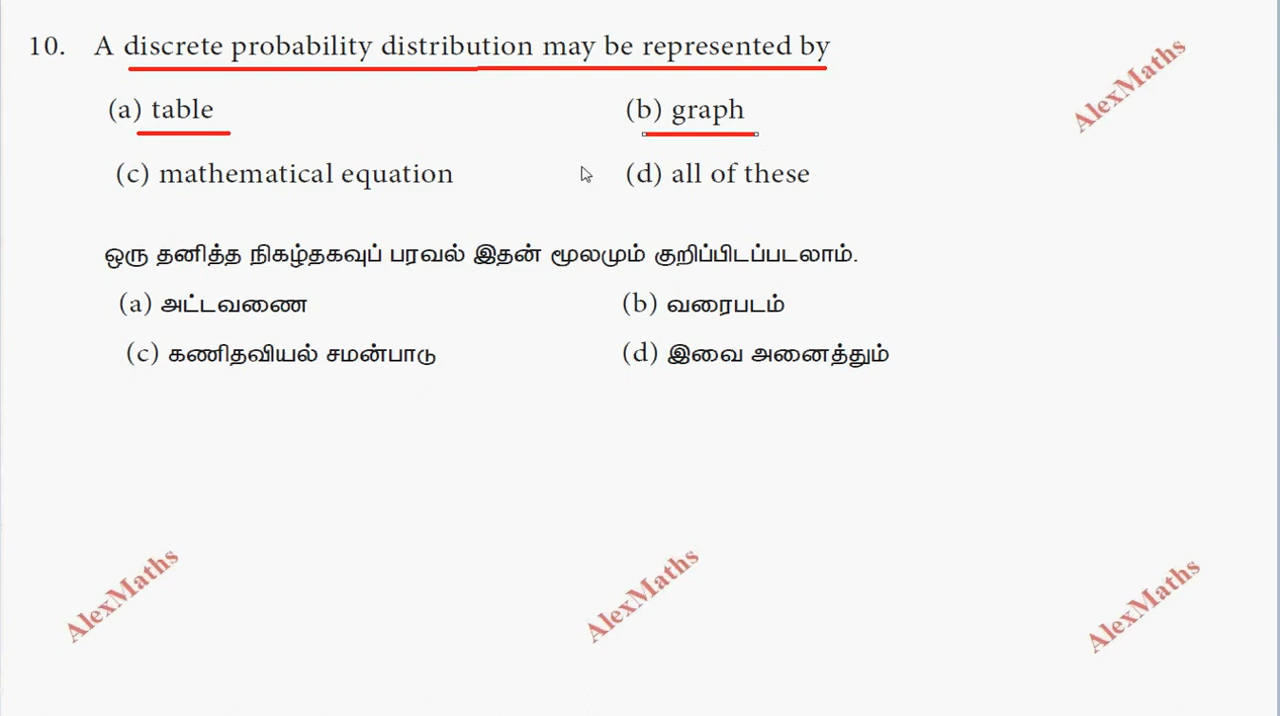 10. A discrete probability distribution may be represented by
AlexMaths
(a) table (b) graph
(c) mathematical equation (d) all of these
ஒரு தனித்த நிகழ்தகவுப் பரவல் இதன் மூலமும் குறிப்பிடப்படலாம்.
(a) அட்டவணை (b) வரைபடம்
(c) கணிதவியல் சமன்பாடு (d) இவை அனைத்தும்
AlexMaths AlexMaths AlexMaths